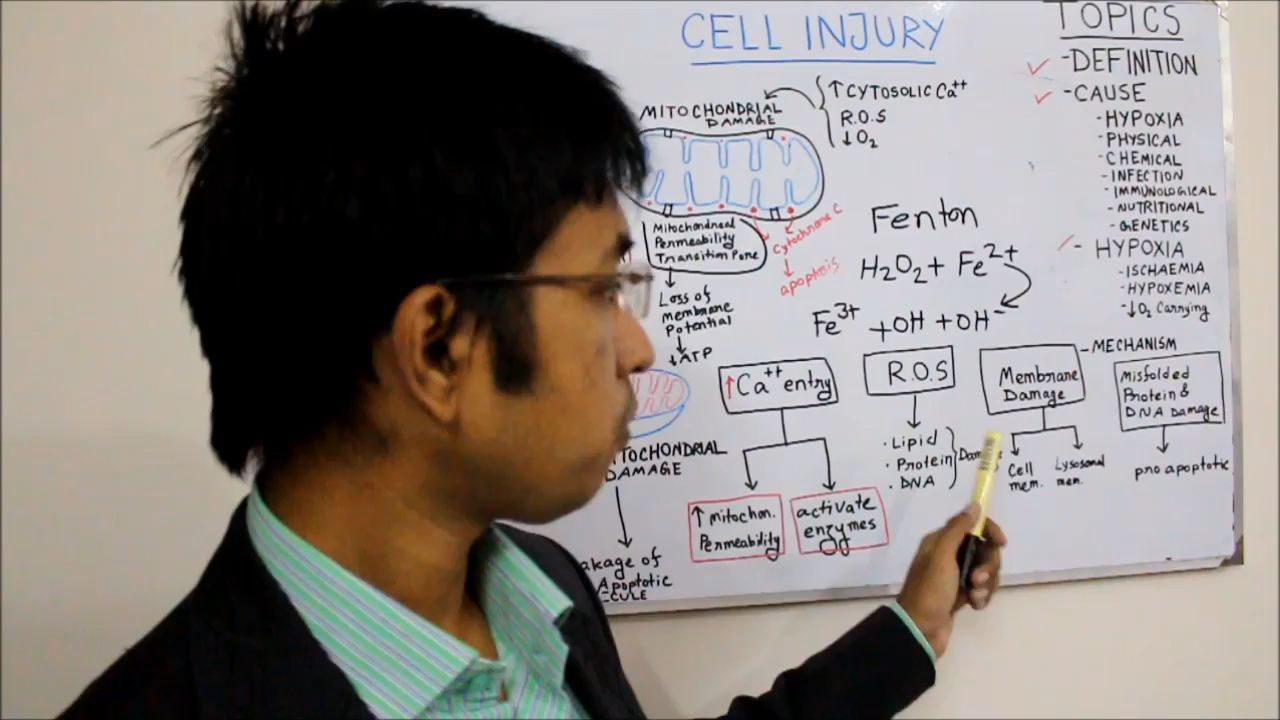 CELL INJURY
MITOCHONDRIAL
DAMAGE
↑ CYTOSOLIC Ca++
R.O.S
↓O₂
Mitochondrial
Permeability
Transition Pore
Cytochrome C
apoptosis
Loss of
membrane
Potential
↓ATP
DAMAGE
Apoptotic
Fenton
H₂O₂ + Fe²⁺
Fe³⁺ + OH + OH⁻
↑Ca++ entry
↑ mitochon.
Permeability
activate
enzymes
R.O.S
· Lipid
· Protein
· DNA
Membrane
Damage
Cell
mem.
Lysosomal
mem.
Misfolded
Protein &
DNA Damage
pro apoptotic
TOPICS
- DEFINITION
- CAUSE
- HYPOXIA
- PHYSICAL
- CHEMICAL
- INFECTION
- IMMUNOLOGICAL
- NUTRITIONAL
- GENETICS
- HYPOXIA
- ISCHAEMIA
- HYPOXEMIA
- ↓O₂ Carrying
- MECHANISM